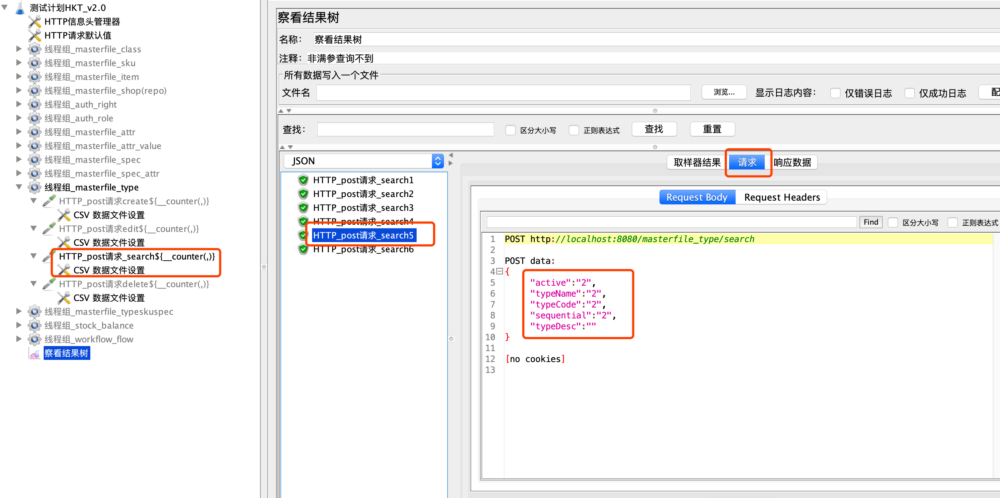 测试计划HKT_v2.0
HTTP信息头管理器
HTTP请求默认值
线程组_masterfile_class
线程组_masterfile_sku
线程组_masterfile_item
线程组_masterfile_shop(repo)
线程组_auth_right
线程组_auth_role
线程组_masterfile_attr
线程组_masterfile_attr_value
线程组_masterfile_spec
线程组_masterfile_spec_attr
线程组_masterfile_type
HTTP_post请求create${__counter(,)}
CSV 数据文件设置
HTTP_post请求edit${__counter(,)}
CSV 数据文件设置
HTTP_post请求_search${__counter(,)}
CSV 数据文件设置
HTTP_post请求delete${__counter(,)}
CSV 数据文件设置
线程组_masterfile_typeskuspec
线程组_stock_balance
线程组_workflow_flow
察看结果树
察看结果树
名称： 察看结果树
注释： 非满参查询不到
所有数据写入一个文件
文件名 浏览... 显示日志内容： 仅错误日志 仅成功日志 配
查找： 区分大小写 正则表达式 查找 重置
JSON
HTTP_post请求_search1
HTTP_post请求_search2
HTTP_post请求_search3
HTTP_post请求_search4
HTTP_post请求_search5
HTTP_post请求_search6
取样器结果 请求 响应数据
Request Body Request Headers
Find 区分大小写 正则表达式
1 POST http://localhost:8080/masterfile_type/search
2
3 POST data:
4 {
5 "active":"2",
6 "typeName":"2",
7 "typeCode":"2",
8 "sequential":"2",
9 "typeDesc":""
10 }
11
12 [no cookies]
13